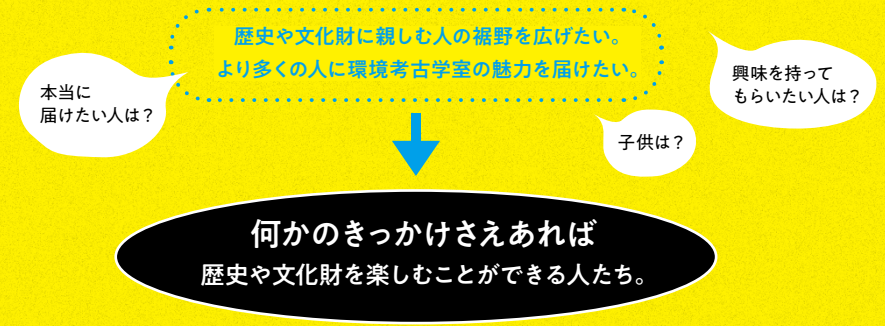 歴史や文化財に親しむ人の裾野を広げたい。
より多くの人に環境考古学室の魅力を届けたい。
本当に
届けたい人は？
興味を持って
もらいたい人は？
子供は？
何かのきっかけさえあれば
歴史や文化財を楽しむことができる人たち。